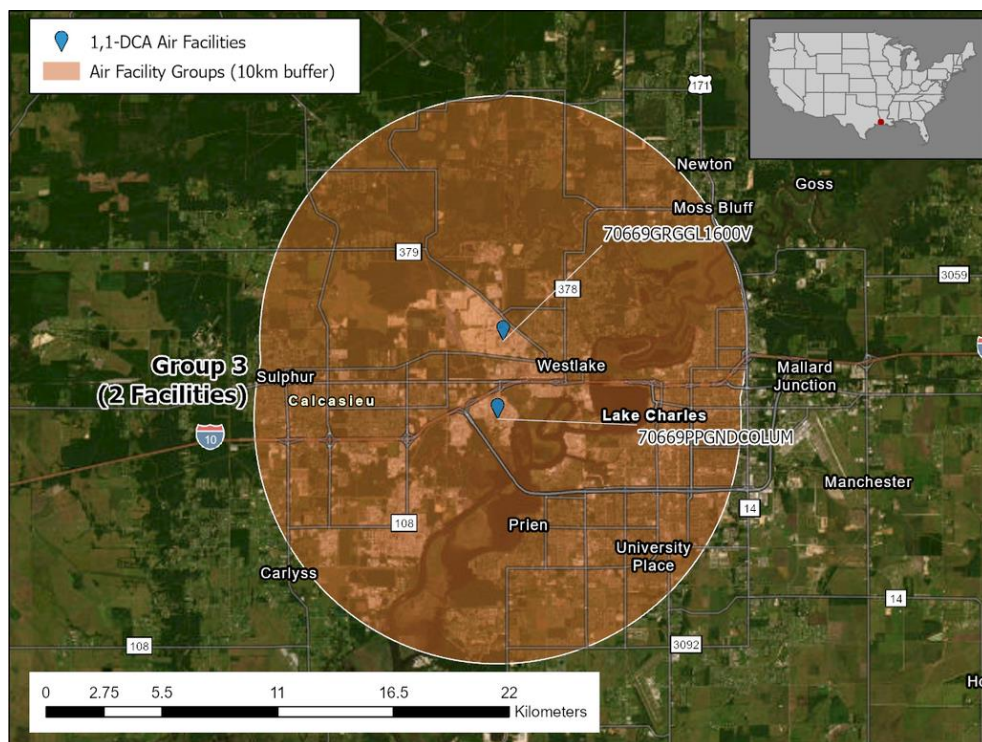 1,1-DCA Air Facilities
Air Facility Groups (10km buffer)
171
Newton
Goss
Moss Bluff
70669GRGGL1600V
379
3059
378
Group 3
(2 Facilities)
Westlake
Sulphur
Mallard
Junction
Calcasieu
Lake Charles
10
70669PPGNDCOLUM
Manchester
14
108
Prien
University
Place
Carlyss
14
108
3092
0 2.75 5.5 11 16.5 22
Kilometers